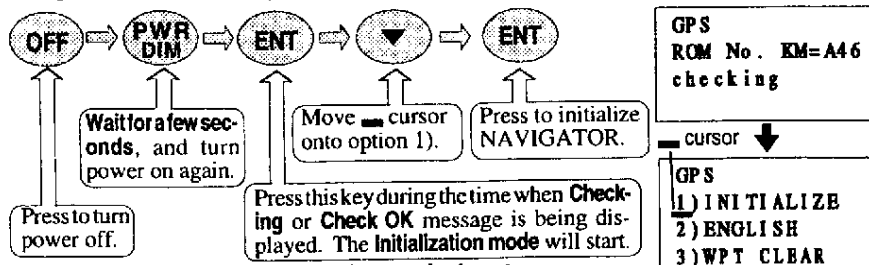 OFF
PWR
DIM
ENT
ENT
Wait for a few sec-
onds, and turn
power on again.
Move cursor
onto option 1).
Press to initialize
NAVIGATOR.
Press to turn
power off.
Press this key during the time when Check-
ing or Check OK message is being dis-
played. The Initialization mode will start.
GPS
ROM No. KM=A46
checking
cursor
GPS
1)INITIALIZE
2)ENGLISH
3)WPT CLEAR